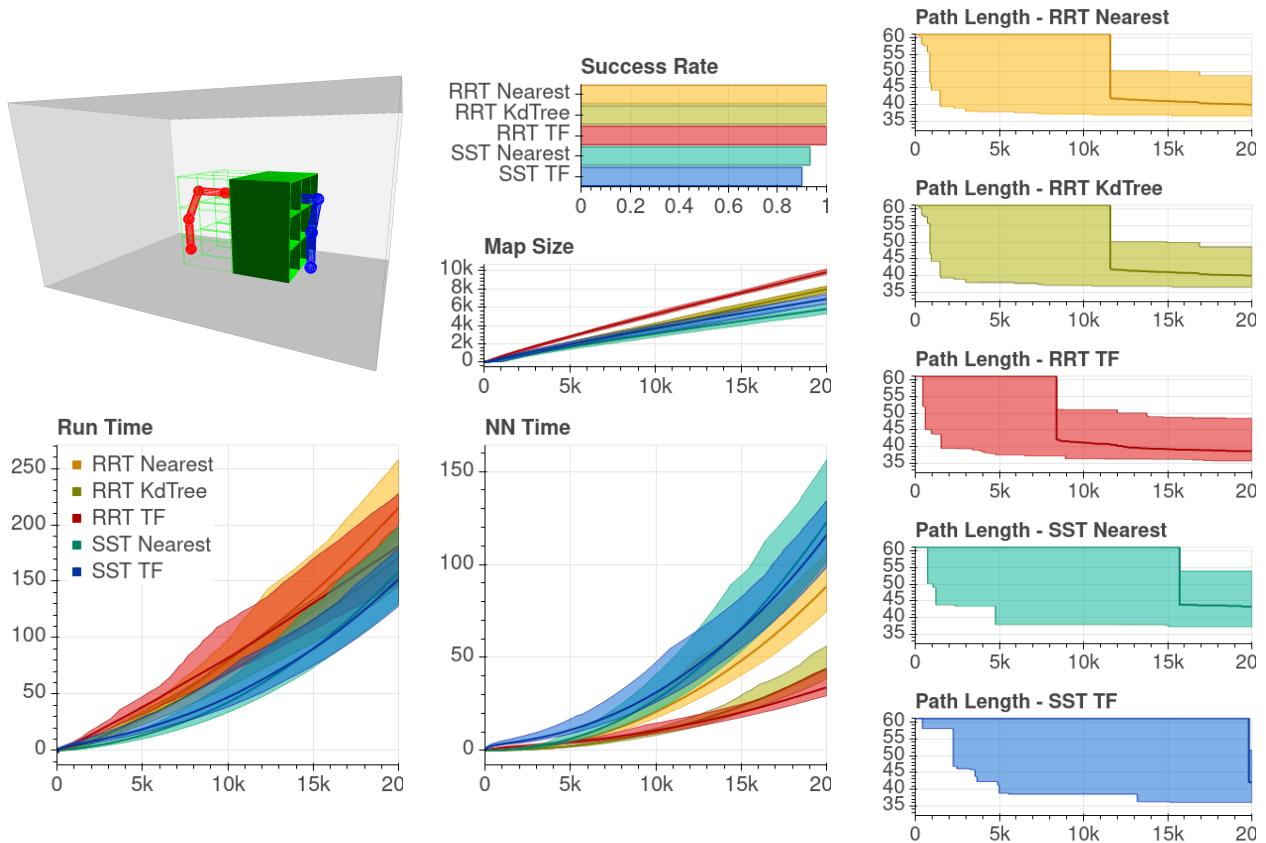 Success Rate
RRT Nearest
RRT KdTree
RRT TF
SST Nearest
SST TF
0 0.2 0.4 0.6 0.8 1
Map Size
10k
8k
6k
4k
2k
0
0 5k 10k 15k 20
Run Time
250
200
150
100
50
0
RRT Nearest
RRT KdTree
RRT TF
SST Nearest
SST TF
0 5k 10k 15k 20
NN Time
150
100
50
0
0 5k 10k 15k 20
Path Length - RRT Nearest
60
55
50
45
40
35
0 5k 10k 15k 20
Path Length - RRT KdTree
60
55
50
45
40
35
0 5k 10k 15k 20
Path Length - RRT TF
60
55
50
45
40
35
0 5k 10k 15k 20
Path Length - SST Nearest
60
55
50
45
40
35
0 5k 10k 15k 20
Path Length - SST TF
60
55
50
45
40
35
0 5k 10k 15k 20